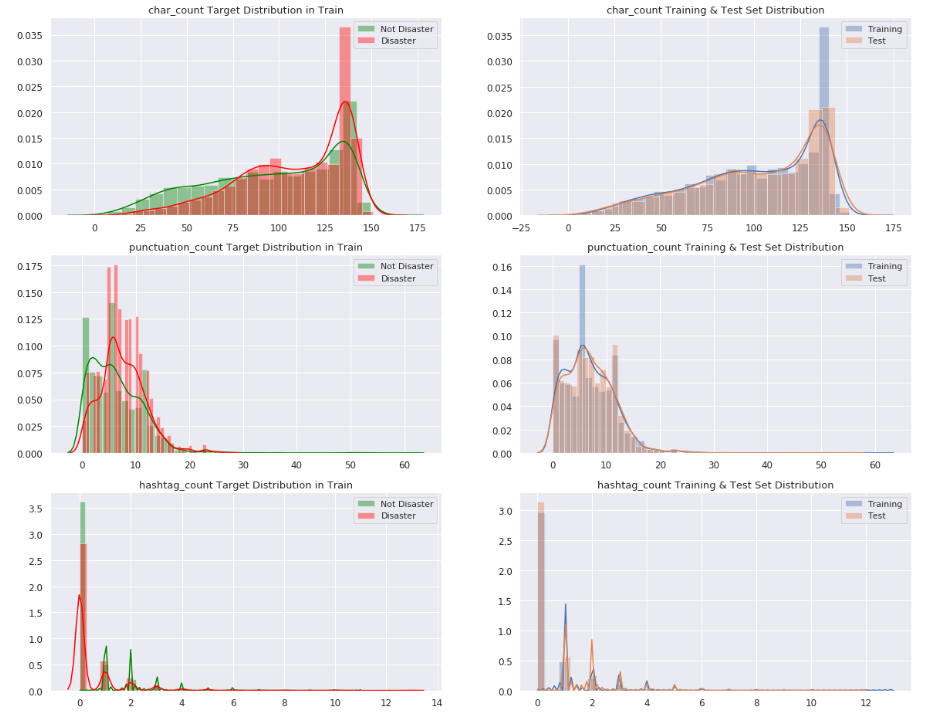 char_count Target Distribution in Train
Not Disaster
Disaster
0.035
0.030
0.025
0.020
0.015
0.010
0.005
0.000
0 25 50 75 100 125 150 175
char_count Training & Test Set Distribution
Training
Test
0.035
0.030
0.025
0.020
0.015
0.010
0.005
0.000
−25 0 25 50 75 100 125 150 175
punctuation_count Target Distribution in Train
Not Disaster
Disaster
0.175
0.150
0.125
0.100
0.075
0.050
0.025
0.000
0 10 20 30 40 50 60
punctuation_count Training & Test Set Distribution
Training
Test
0.16
0.14
0.12
0.10
0.08
0.06
0.04
0.02
0.00
0 10 20 30 40 50 60
hashtag_count Target Distribution in Train
Not Disaster
Disaster
3.5
3.0
2.5
2.0
1.5
1.0
0.5
0.0
0 2 4 6 8 10 12 14
hashtag_count Training & Test Set Distribution
Training
Test
3.0
2.5
2.0
1.5
1.0
0.5
0.0
0 2 4 6 8 10 12